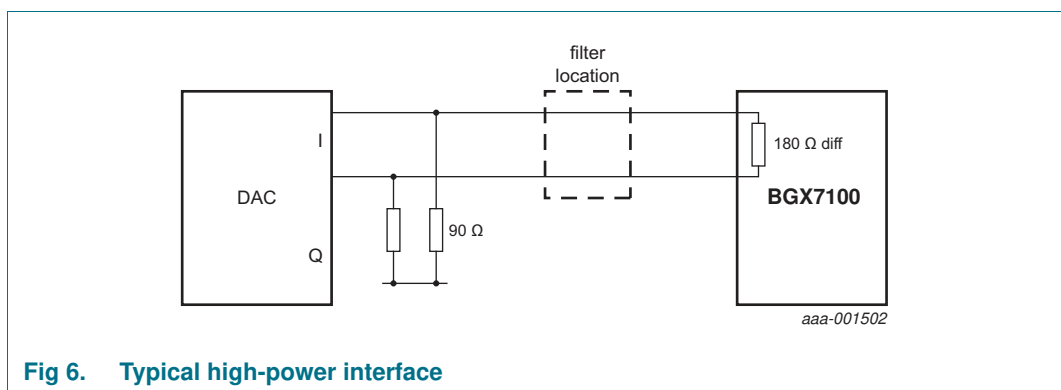 filter
location
I
180 Ω diff
DAC
BGX7100
90 Ω
Q
aaa-001502
Fig 6. Typical high-power interface